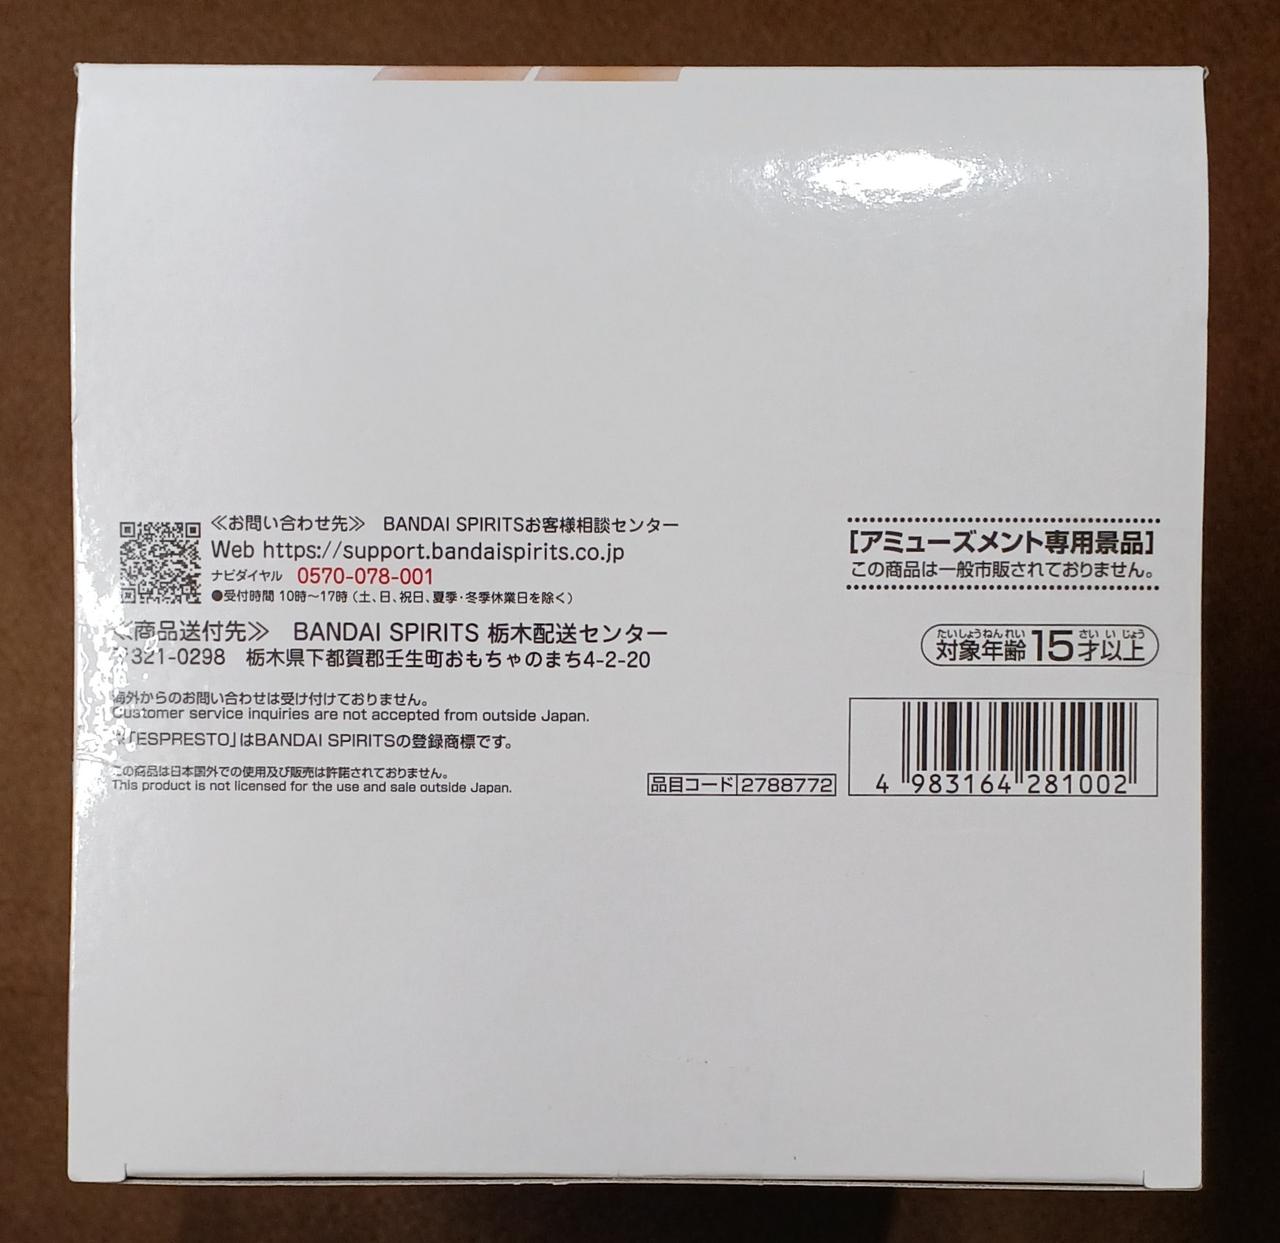 ≪お問い合わせ先≫ BANDAI SPIRITSお客様相談センター
Web https://support.bandaispirits.co.jp
ナビダイヤル 0570-078-001
●受付時間 10時～17時（土、日、祝日、夏季・冬季休業日を除く）
≪商品送付先≫ BANDAI SPIRITS 栃木配送センター
〒321-0298 栃木県下都賀郡壬生町おもちゃのまち4-2-20
海外からのお問い合わせは受け付けておりません。
Customer service inquiries are not accepted from outside Japan.
※「ESPRESTO」はBANDAI SPIRITSの登録商標です。
この商品は日本国外での使用及び販売は許諾されておりません。
This product is not licensed for the use and sale outside Japan.
品目コード 2788772
［アミューズメント専用景品］
この商品は一般市販されておりません。
たいしょうねんれい さい い じょう
対象年齢15才以上
4 983164 281002